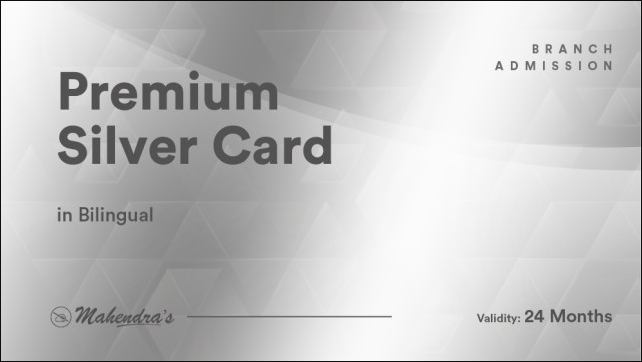 BRANCH
ADMISSION
Premium
Silver Card
in Bilingual
Mahendra's
Validity: 24 Months